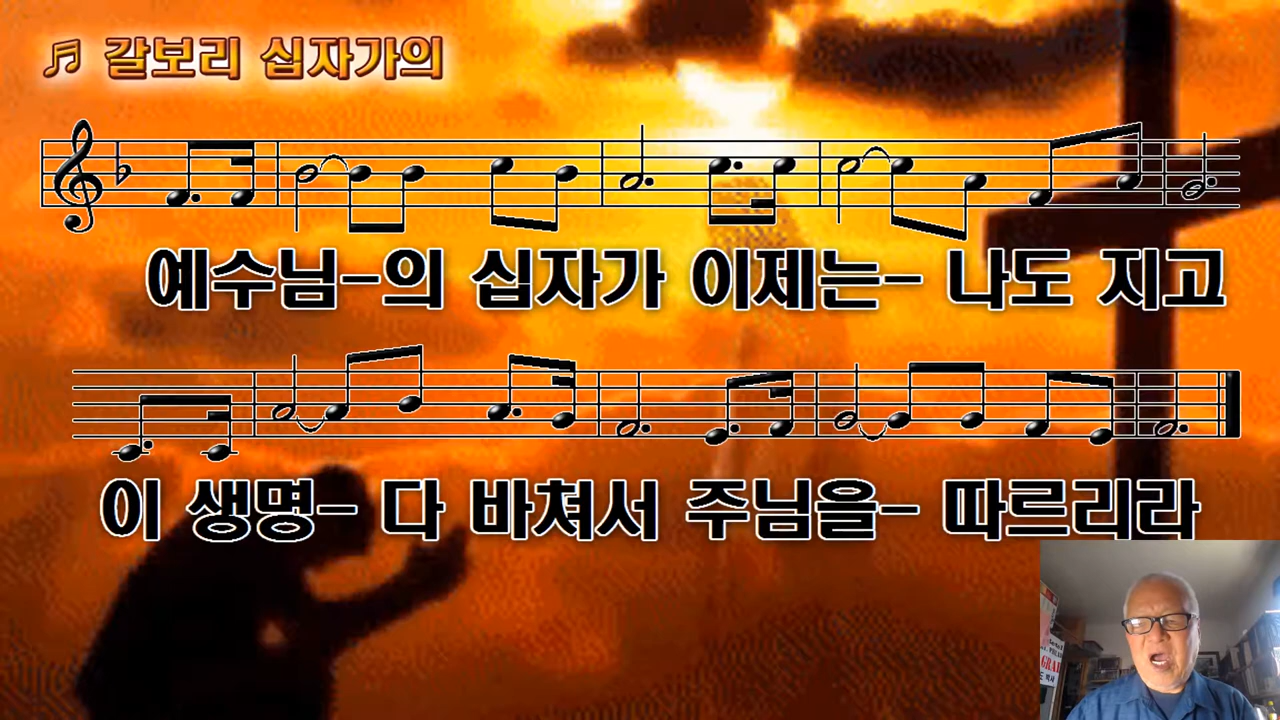 ♬ 갈보리 십자가의
예수님-의 십자가 이제는- 나도 지고
이 생명- 다 바쳐서 주님을- 따르리라